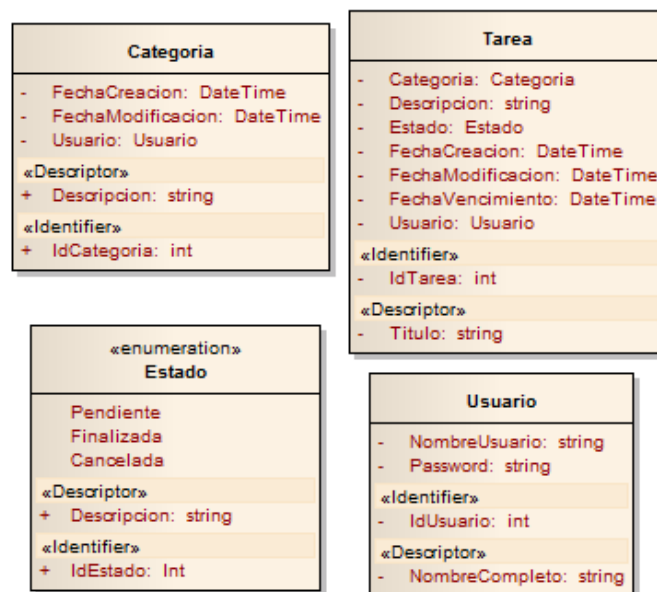 Categoria
- FechaCreacion: DateTime
- FechaModificacion: DateTime
- Usuario: Usuario
«Descriptor»
+ Descripcion: string
«Identifier»
+ IdCategoria: int
Tarea
- Categoria: Categoria
- Descripcion: string
- Estado: Estado
- FechaCreacion: DateTime
- FechaModificacion: DateTime
- FechaVencimiento: DateTime
- Usuario: Usuario
«Identifier»
- IdTarea: int
«Descriptor»
- Titulo: string
«enumeration»
Estado
Pendiente
Finalizada
Cancelada
«Descriptor»
+ Descripcion: string
«Identifier»
+ IdEstado: Int
Usuario
- NombreUsuario: string
- Password: string
«Identifier»
- IdUsuario: int
«Descriptor»
- NombreCompleto: string